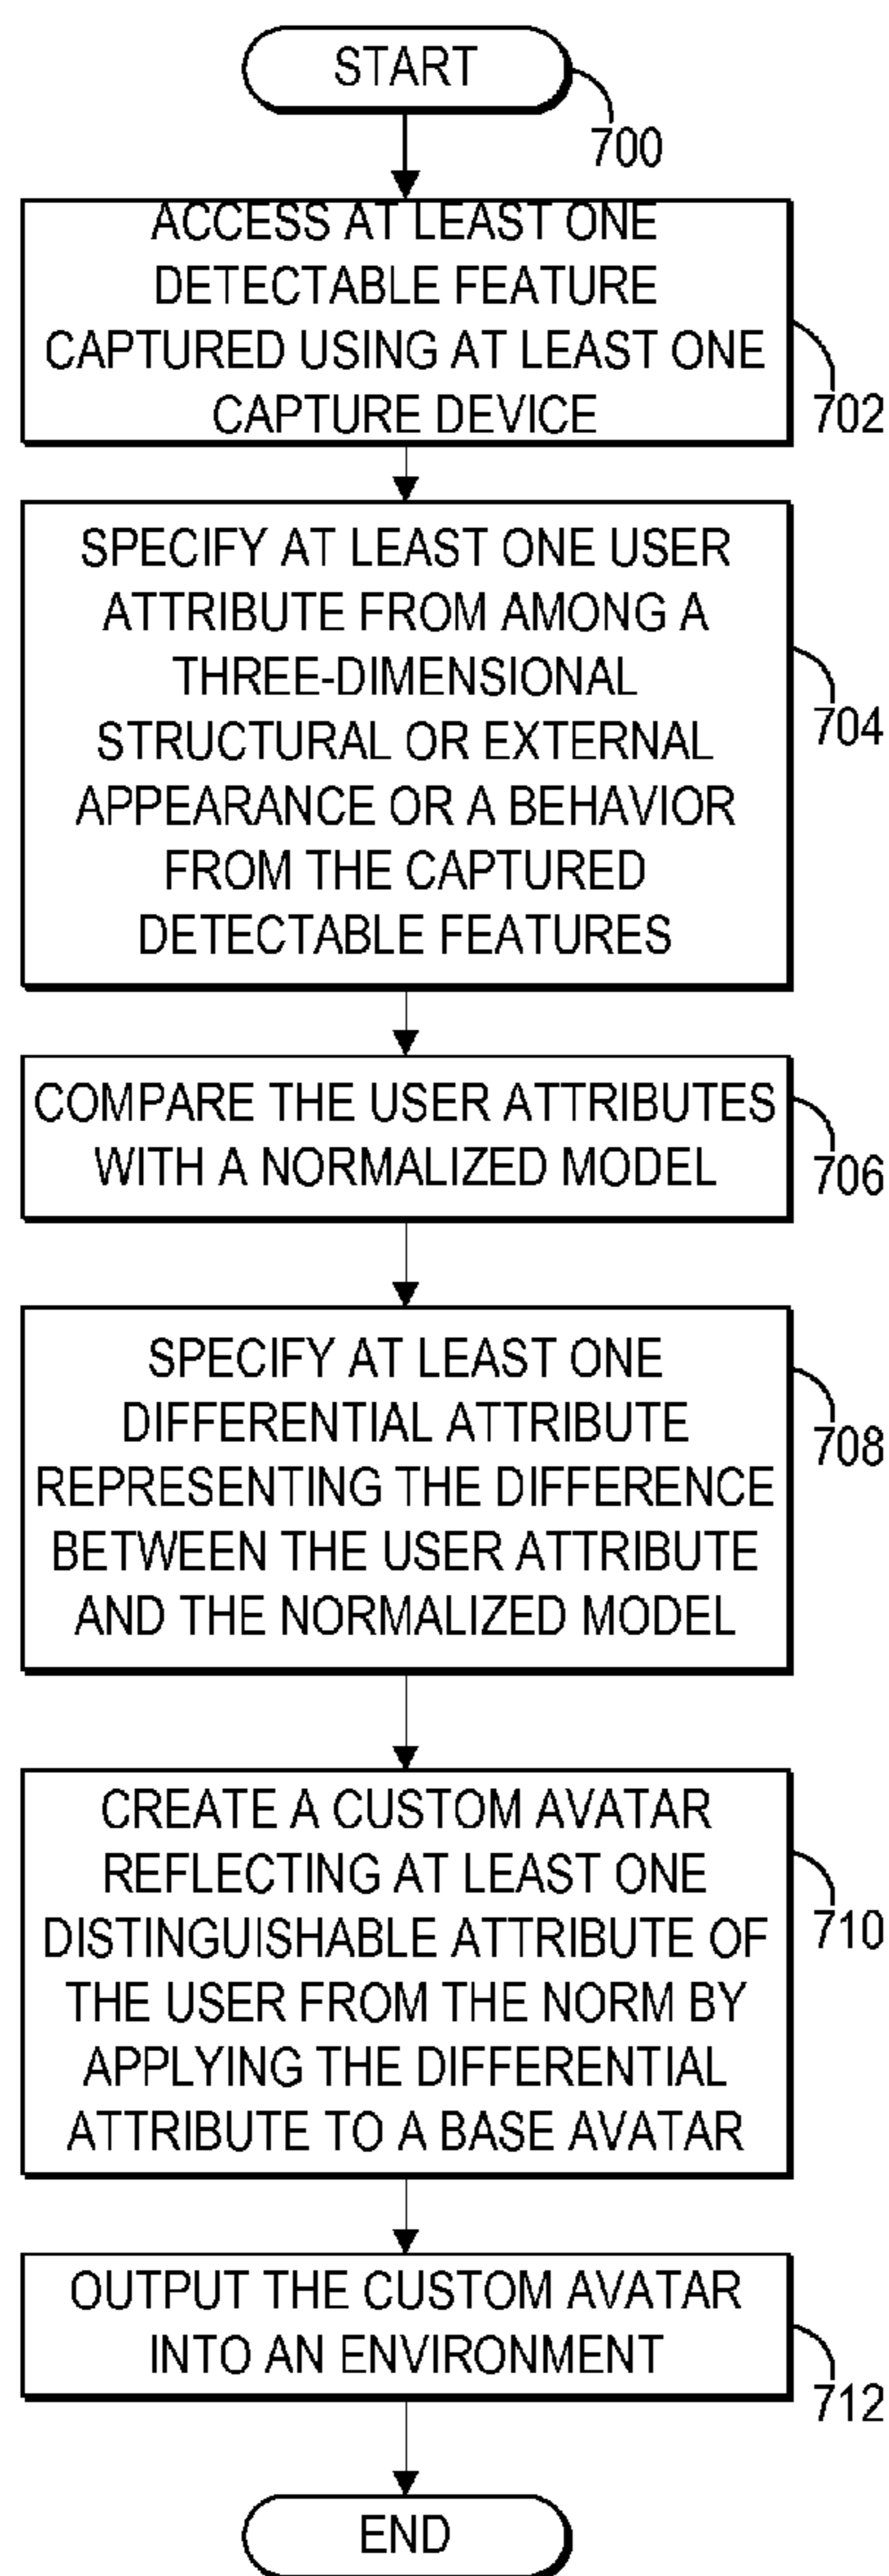 START
700
ACCESS AT LEAST ONE
DETECTABLE FEATURE
CAPTURED USING AT LEAST ONE
CAPTURE DEVICE
702
SPECIFY AT LEAST ONE USER
ATTRIBUTE FROM AMONG A
THREE-DIMENSIONAL
STRUCTURAL OR EXTERNAL
APPEARANCE OR A BEHAVIOR
FROM THE CAPTURED
DETECTABLE FEATURES
704
COMPARE THE USER ATTRIBUTES
WITH A NORMALIZED MODEL
706
SPECIFY AT LEAST ONE
DIFFERENTIAL ATTRIBUTE
REPRESENTING THE DIFFERENCE
BETWEEN THE USER ATTRIBUTE
AND THE NORMALIZED MODEL
708
CREATE A CUSTOM AVATAR
REFLECTING AT LEAST ONE
DISTINGUISHABLE ATTRIBUTE OF
THE USER FROM THE NORM BY
APPLYING THE DIFFERENTIAL
ATTRIBUTE TO A BASE AVATAR
710
OUTPUT THE CUSTOM AVATAR
INTO AN ENVIRONMENT
712
END